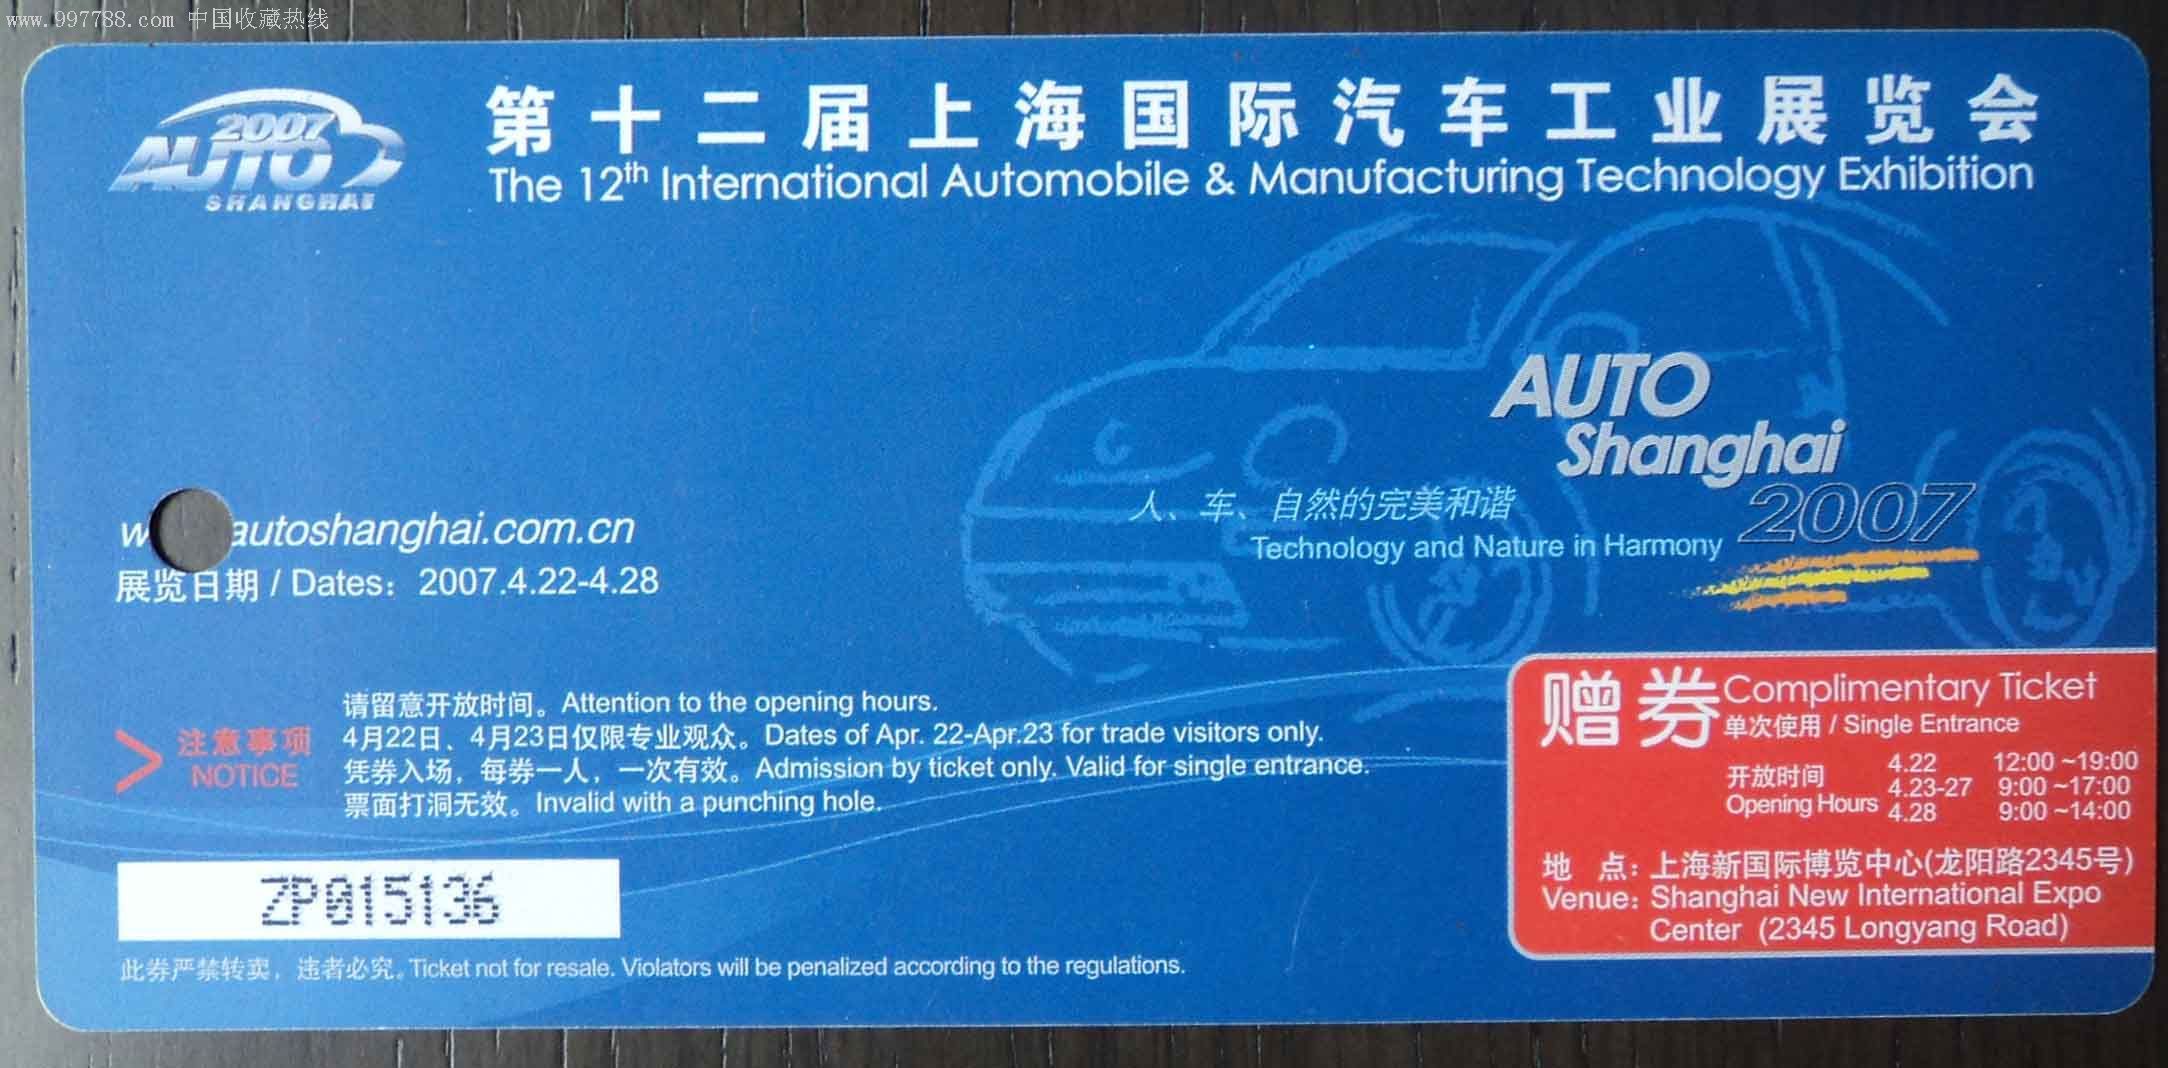 www.997788.com 中国收藏热线
2007
AUTO
SHANGHAI
第十二届上海国际汽车工业展览会
The 12th International Automobile & Manufacturing Technology Exhibition
AUTO
Shanghai
2007
人、车、自然的完美和谐
Technology and Nature in Harmony
autoshanghai.com.cn
展览日期 / Dates: 2007.4.22-4.28
注意事项
NOTICE
请留意开放时间。Attention to the opening hours.
4月22日、4月23日仅限专业观众。Dates of Apr. 22-Apr.23 for trade visitors only.
凭券入场，每券一人，一次有效。Admission by ticket only. Valid for single entrance.
票面打洞无效。Invalid with a punching hole.
ZP015136
此券严禁转卖，违者必究。Ticket not for resale. Violators will be penalized according to the regulations.
赠券 Complimentary Ticket
单次使用 / Single Entrance
开放时间
Opening Hours
4.22 12:00 ~19:00
4.23-27 9:00 ~17:00
4.28 9:00 ~14:00
地 点: 上海新国际博览中心(龙阳路2345号)
Venue: Shanghai New International Expo
Center (2345 Longyang Road)